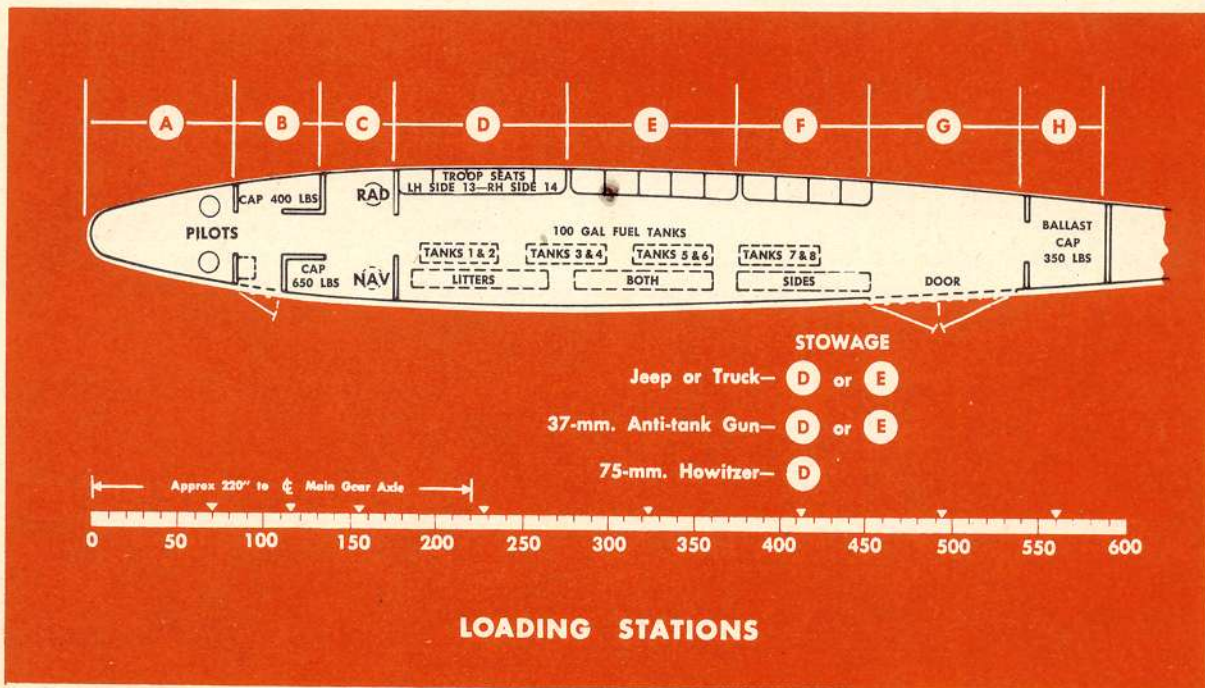 A B C D E F G H
TROOP SEATS
LH SIDE 13—RH SIDE 14
CAP 400 LBS
RAD
PILOTS
100 GAL FUEL TANKS
TANKS 1 & 2 TANKS 3 & 4 TANKS 5 & 6 TANKS 7 & 8
BALLAST
CAP
350 LBS
CAP
650 LBS
NAV
LITTERS BOTH SIDES DOOR
STOWAGE
Jeep or Truck— D or E
37-mm. Anti-tank Gun— D or E
75-mm. Howitzer— D
Approx 220" to ℄ Main Gear Axle
0 50 100 150 200 250 300 350 400 450 500 550 600
LOADING STATIONS